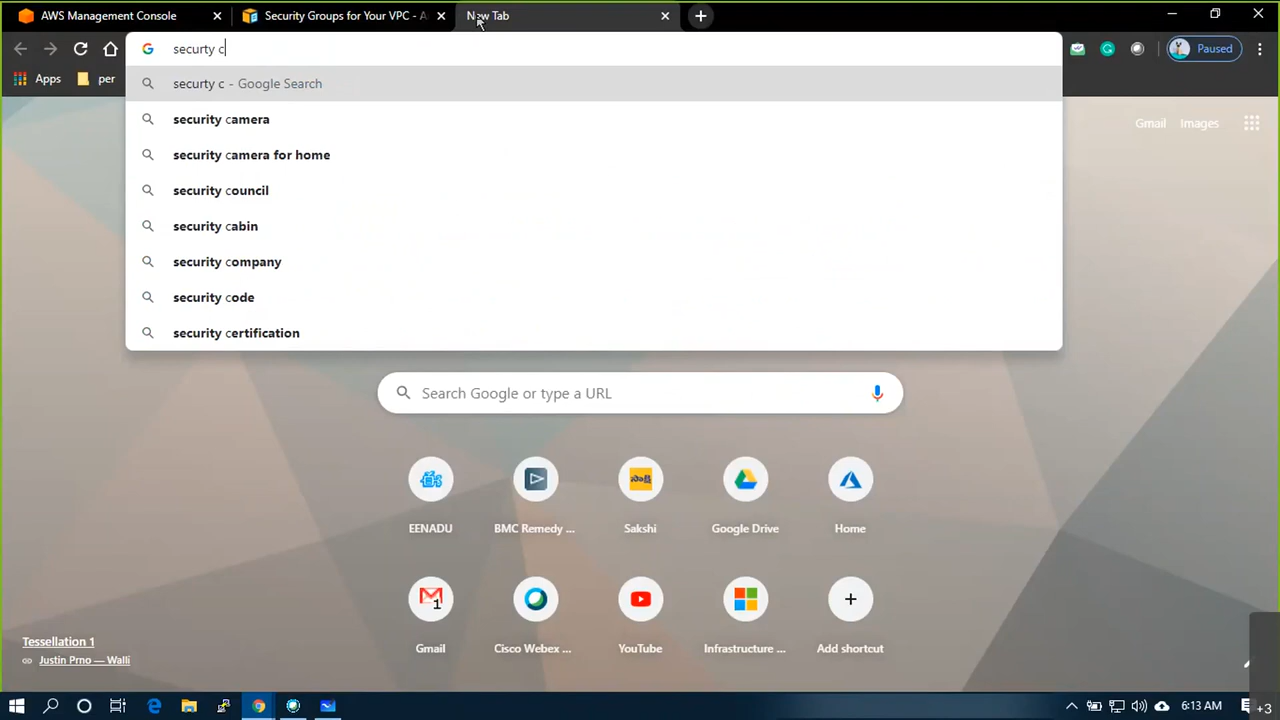 AWS Management Console
Security Groups for Your VPC - A
New Tab
securty c
Paused
Apps
per
securty c - Google Search
security camera
security camera for home
security council
security cabin
security company
security code
security certification
Gmail
Images
Search Google or type a URL
EENADU
BMC Remedy ...
Sakshi
Google Drive
Home
Gmail
Cisco Webex ...
YouTube
Infrastructure ...
Add shortcut
Tessellation 1
Justin Prno — Walli
6:13 AM
+3